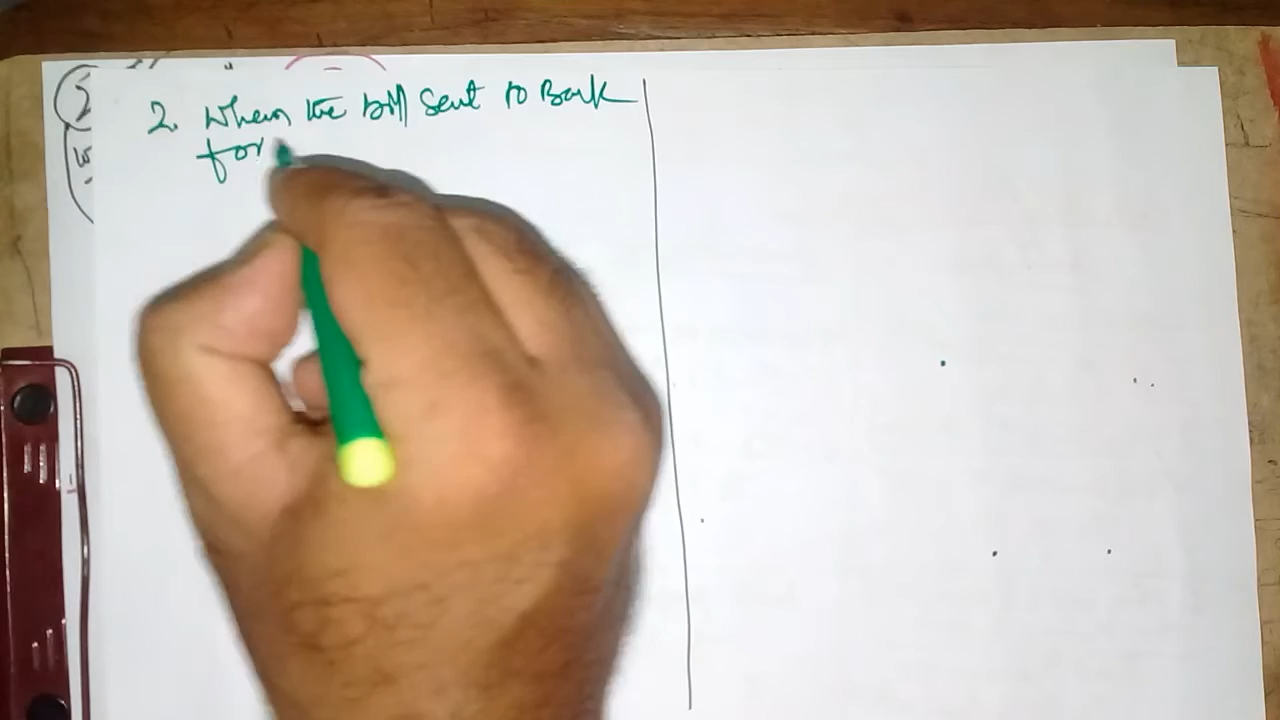 2. When the bill sent to Bank
for